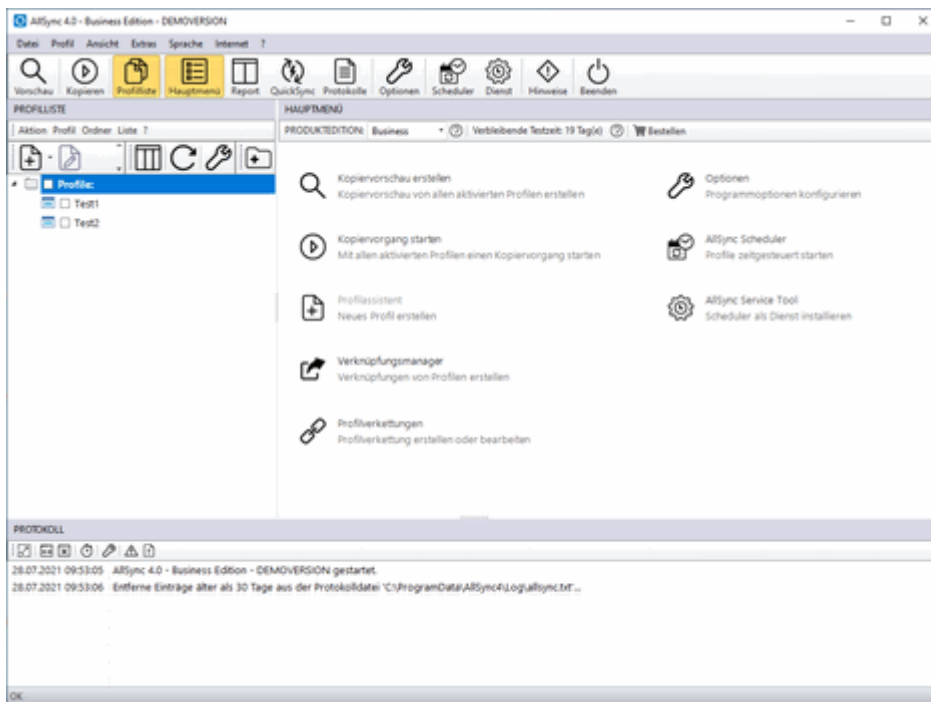 AllSync 4.0 - Business Edition - DEMOVERSION
Datei Profil Ansicht Extras Sprache Internet ?
Vorschau Kopieren Profilliste Hauptmenü Report QuickSync Protokolle Optionen Scheduler Dienst Hinweise Beenden
PROFILLISTE
Aktion Profil Ordner Liste ?
Profile:
Test1
Test2
HAUPTMENÜ
PRODUKTEDITION: Business Verbleibende Testzeit: 19 Tag(e) Bestellen
Kopiervorschau erstellen
Kopiervorschau von allen aktivierten Profilen erstellen
Kopiervorgang starten
Mit allen aktivierten Profilen einen Kopiervorgang starten
Profilassistent
Neues Profil erstellen
Verknüpfungsmanager
Verknüpfungen von Profilen erstellen
Profilverkettungen
Profilverkettung erstellen oder bearbeiten
Optionen
Programmoptionen konfigurieren
AllSync Scheduler
Profile zeitgesteuert starten
AllSync Service Tool
Scheduler als Dienst installieren
PROTOKOLL
28.07.2021 09:53:05 AllSync 4.0 - Business Edition - DEMOVERSION gestartet.
28.07.2021 09:53:06 Entferne Einträge älter als 30 Tage aus der Protokolldatei 'C:\ProgramData\AllSync4\Log\allsync.txt'...
OK